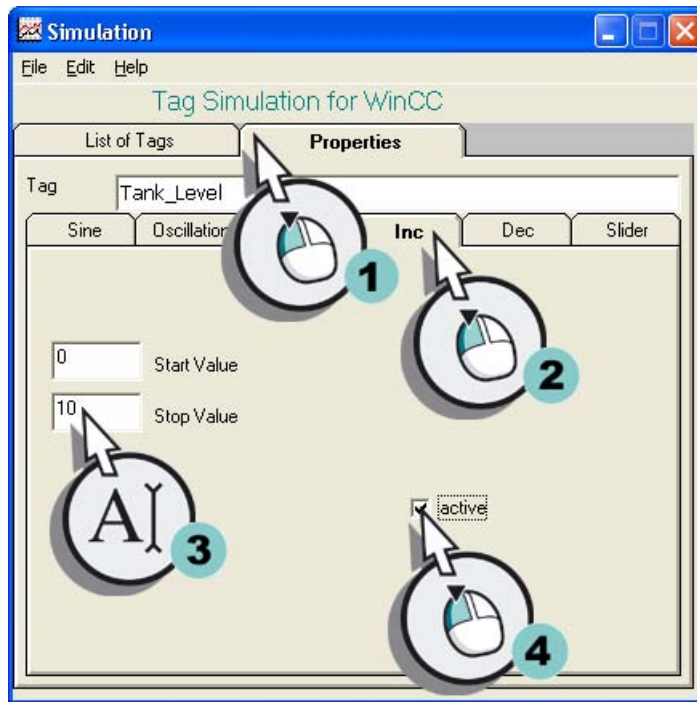 Simulation
File Edit Help
Tag Simulation for WinCC
List of Tags Properties
Tag Tank_Level
Sine Oscillation Inc Dec Slider
1
2
0 Start Value
10 Stop Value
active
A
3
4